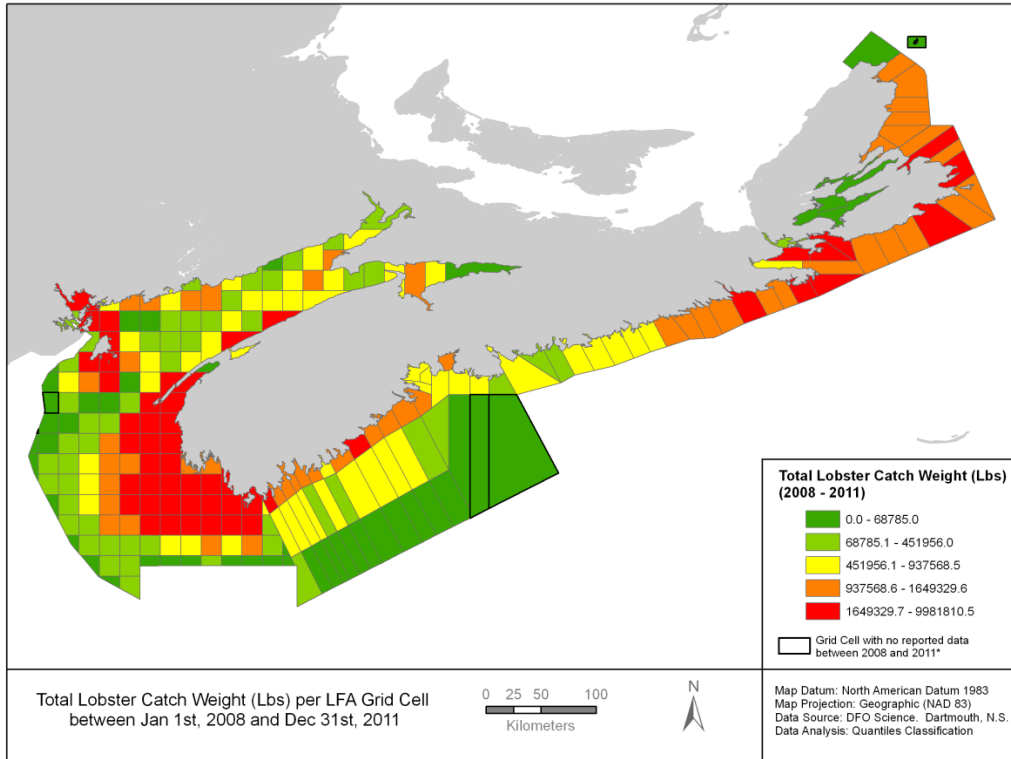 Total Lobster Catch Weight (Lbs)
(2008 - 2011)
0.0 - 68785.0
68785.1 - 451956.0
451956.1 - 937568.5
937568.6 - 1649329.6
1649329.7 - 9981810.5
Grid Cell with no reported data
between 2008 and 2011*
Total Lobster Catch Weight (Lbs) per LFA Grid Cell
between Jan 1st, 2008 and Dec 31st, 2011
0 25 50 100
Kilometers
N
Map Datum: North American Datum 1983
Map Projection: Geographic (NAD 83)
Data Source: DFO Science. Dartmouth, N.S.
Data Analysis: Quantiles Classification